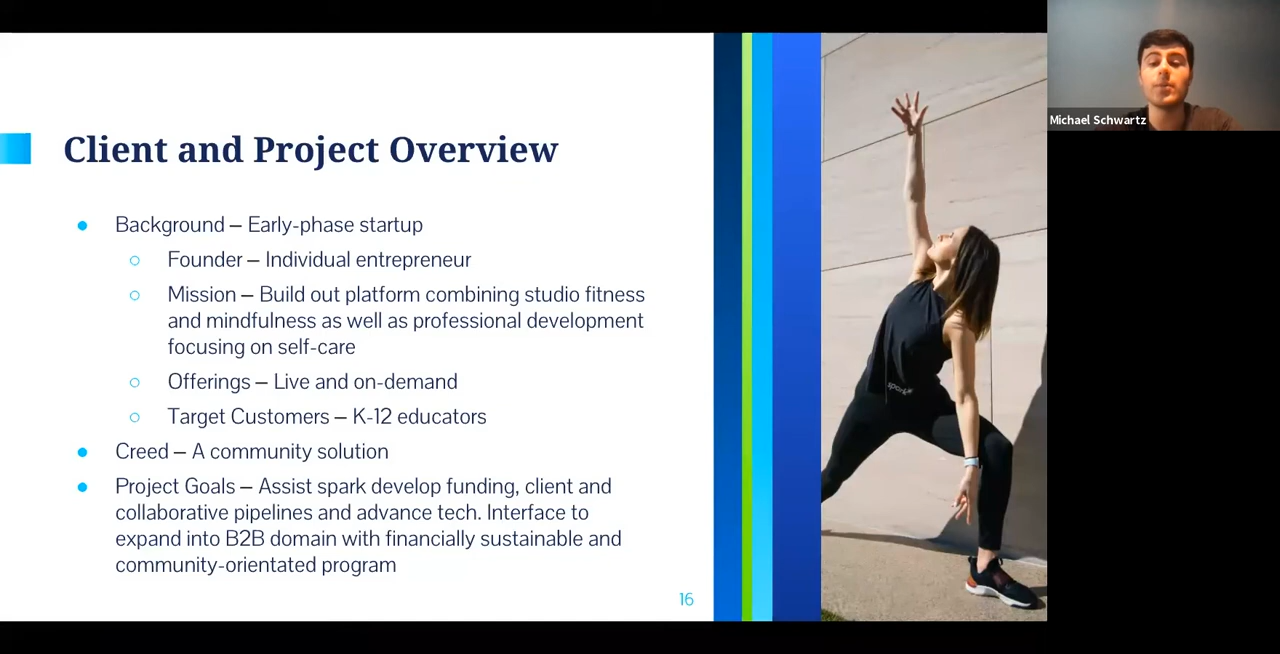 Client and Project Overview
Background – Early-phase startup
Founder – Individual entrepreneur
Mission – Build out platform combining studio fitness
and mindfulness as well as professional development
focusing on self-care
Offerings – Live and on-demand
Target Customers – K-12 educators
Creed – A community solution
Project Goals – Assist spark develop funding, client and
collaborative pipelines and advance tech. Interface to
expand into B2B domain with financially sustainable and
community-orientated program
16
Michael Schwartz